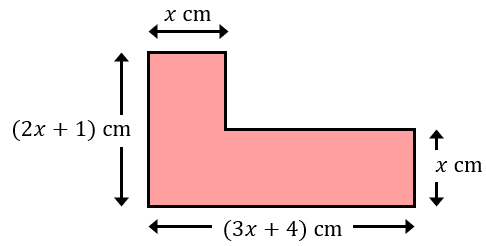 x cm
(2x + 1) cm
x cm
(3x + 4) cm